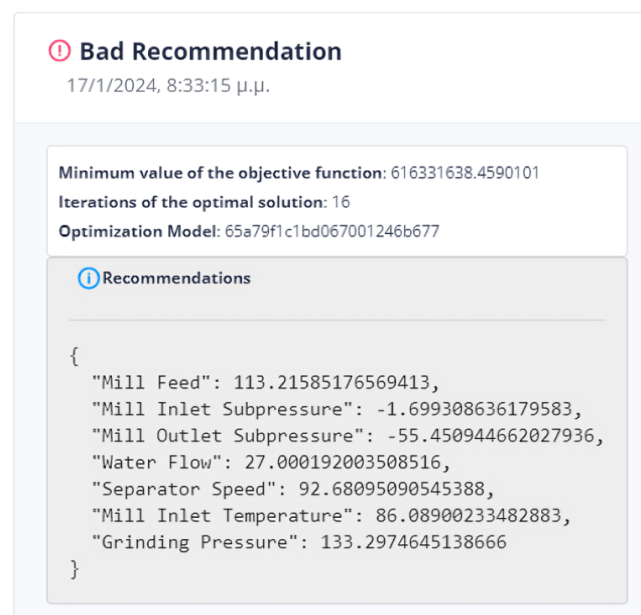 Bad Recommendation
17/1/2024, 8:33:15 μ.μ.
Minimum value of the objective function: 616331638.4590101
Iterations of the optimal solution: 16
Optimization Model: 65a79f1c1bd067001246b677
Recommendations
{
"Mill Feed": 113.21585176569413,
"Mill Inlet Subpressure": -1.699308636179583,
"Mill Outlet Subpressure": -55.450944662027936,
"Water Flow": 27.000192003508516,
"Separator Speed": 92.68095090545388,
"Mill Inlet Temperature": 86.08900233482883,
"Grinding Pressure": 133.2974645138666
}